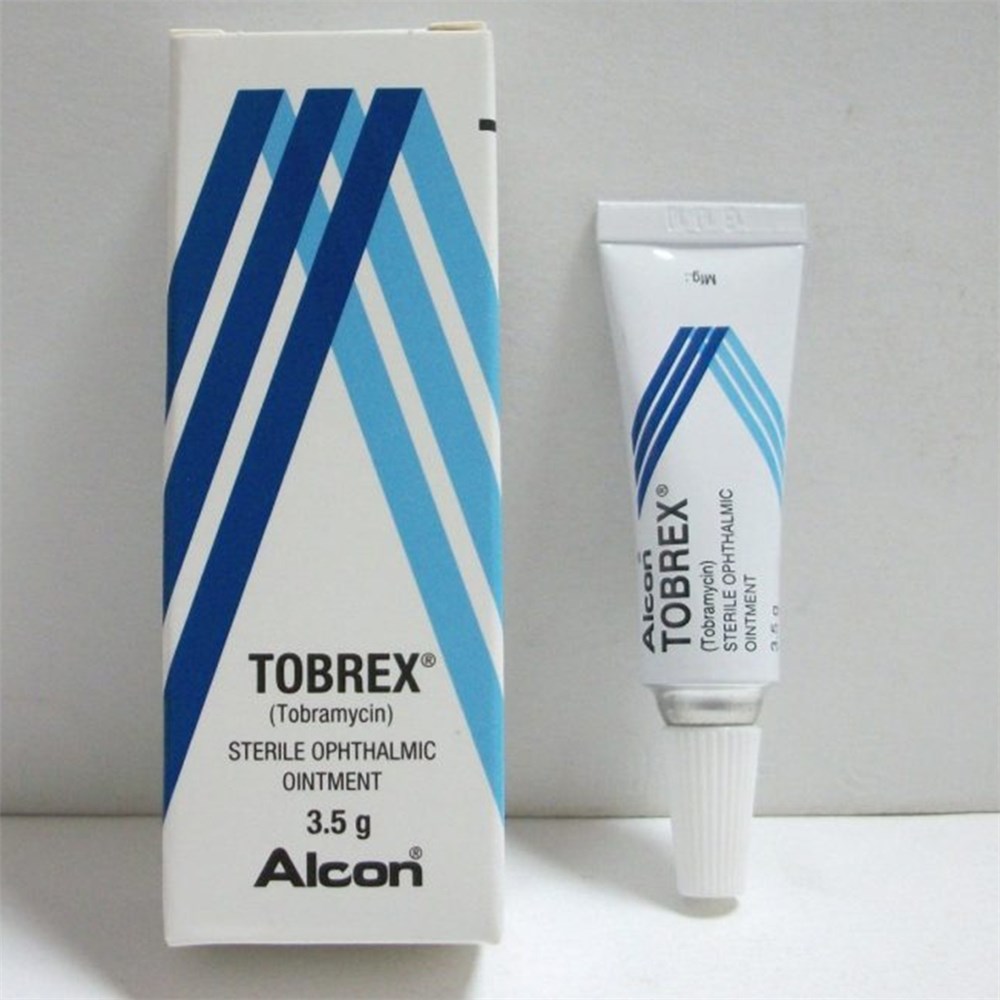 TOBREX®
(Tobramycin)
STERILE OPHTHALMIC
OINTMENT
3.5 g
Alcon®
Mfg.:
Alcon®
TOBREX®
(Tobramycin)
STERILE OPHTHALMIC
OINTMENT
3.5 g